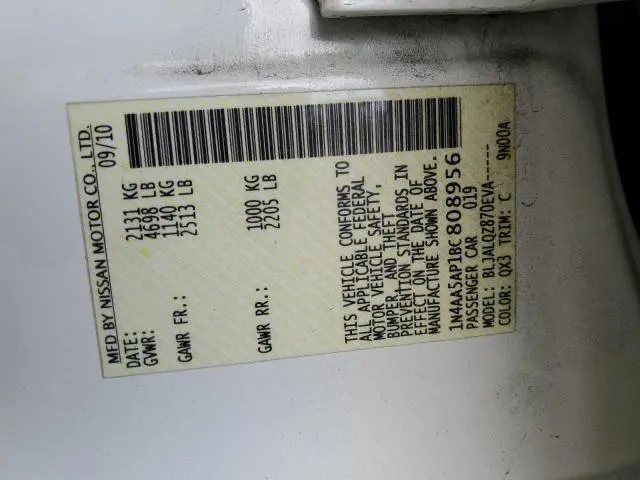 MFD BY NISSAN MOTOR CO., LTD.
DATE: 09/10
GVWR: 2131 KG
4698 LB
GAWR FR.: 1140 KG
2513 LB
GAWR RR.: 1000 KG
2205 LB
THIS VEHICLE CONFORMS TO
ALL APPLICABLE FEDERAL
MOTOR VEHICLE SAFETY,
BUMPER, AND THEFT
PREVENTION STANDARDS IN
EFFECT ON THE DATE OF
MANUFACTURE SHOWN ABOVE.
1N4AA5AP1BC808956
PASSENGER CAR 019
MODEL: BLJALQZ870EVA-----
COLOR: QX3 TRIM: C 9N00A